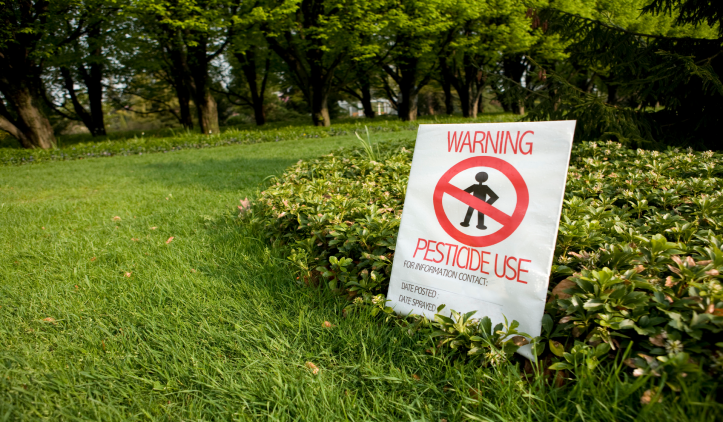 WARNING
PESTICIDE USE
FOR INFORMATION CONTACT:
DATE POSTED
DATE SPRAYED